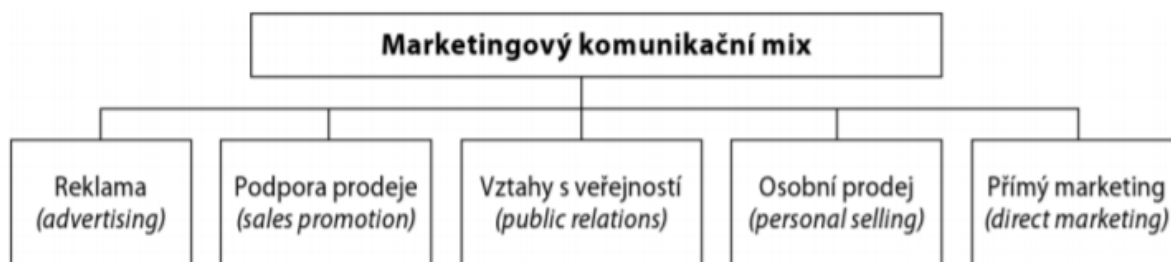 Marketingový komunikační mix
Reklama
(advertising)
Podpora prodeje
(sales promotion)
Vztahy s veřejností
(public relations)
Osobní prodej
(personal selling)
Přímý marketing
(direct marketing)